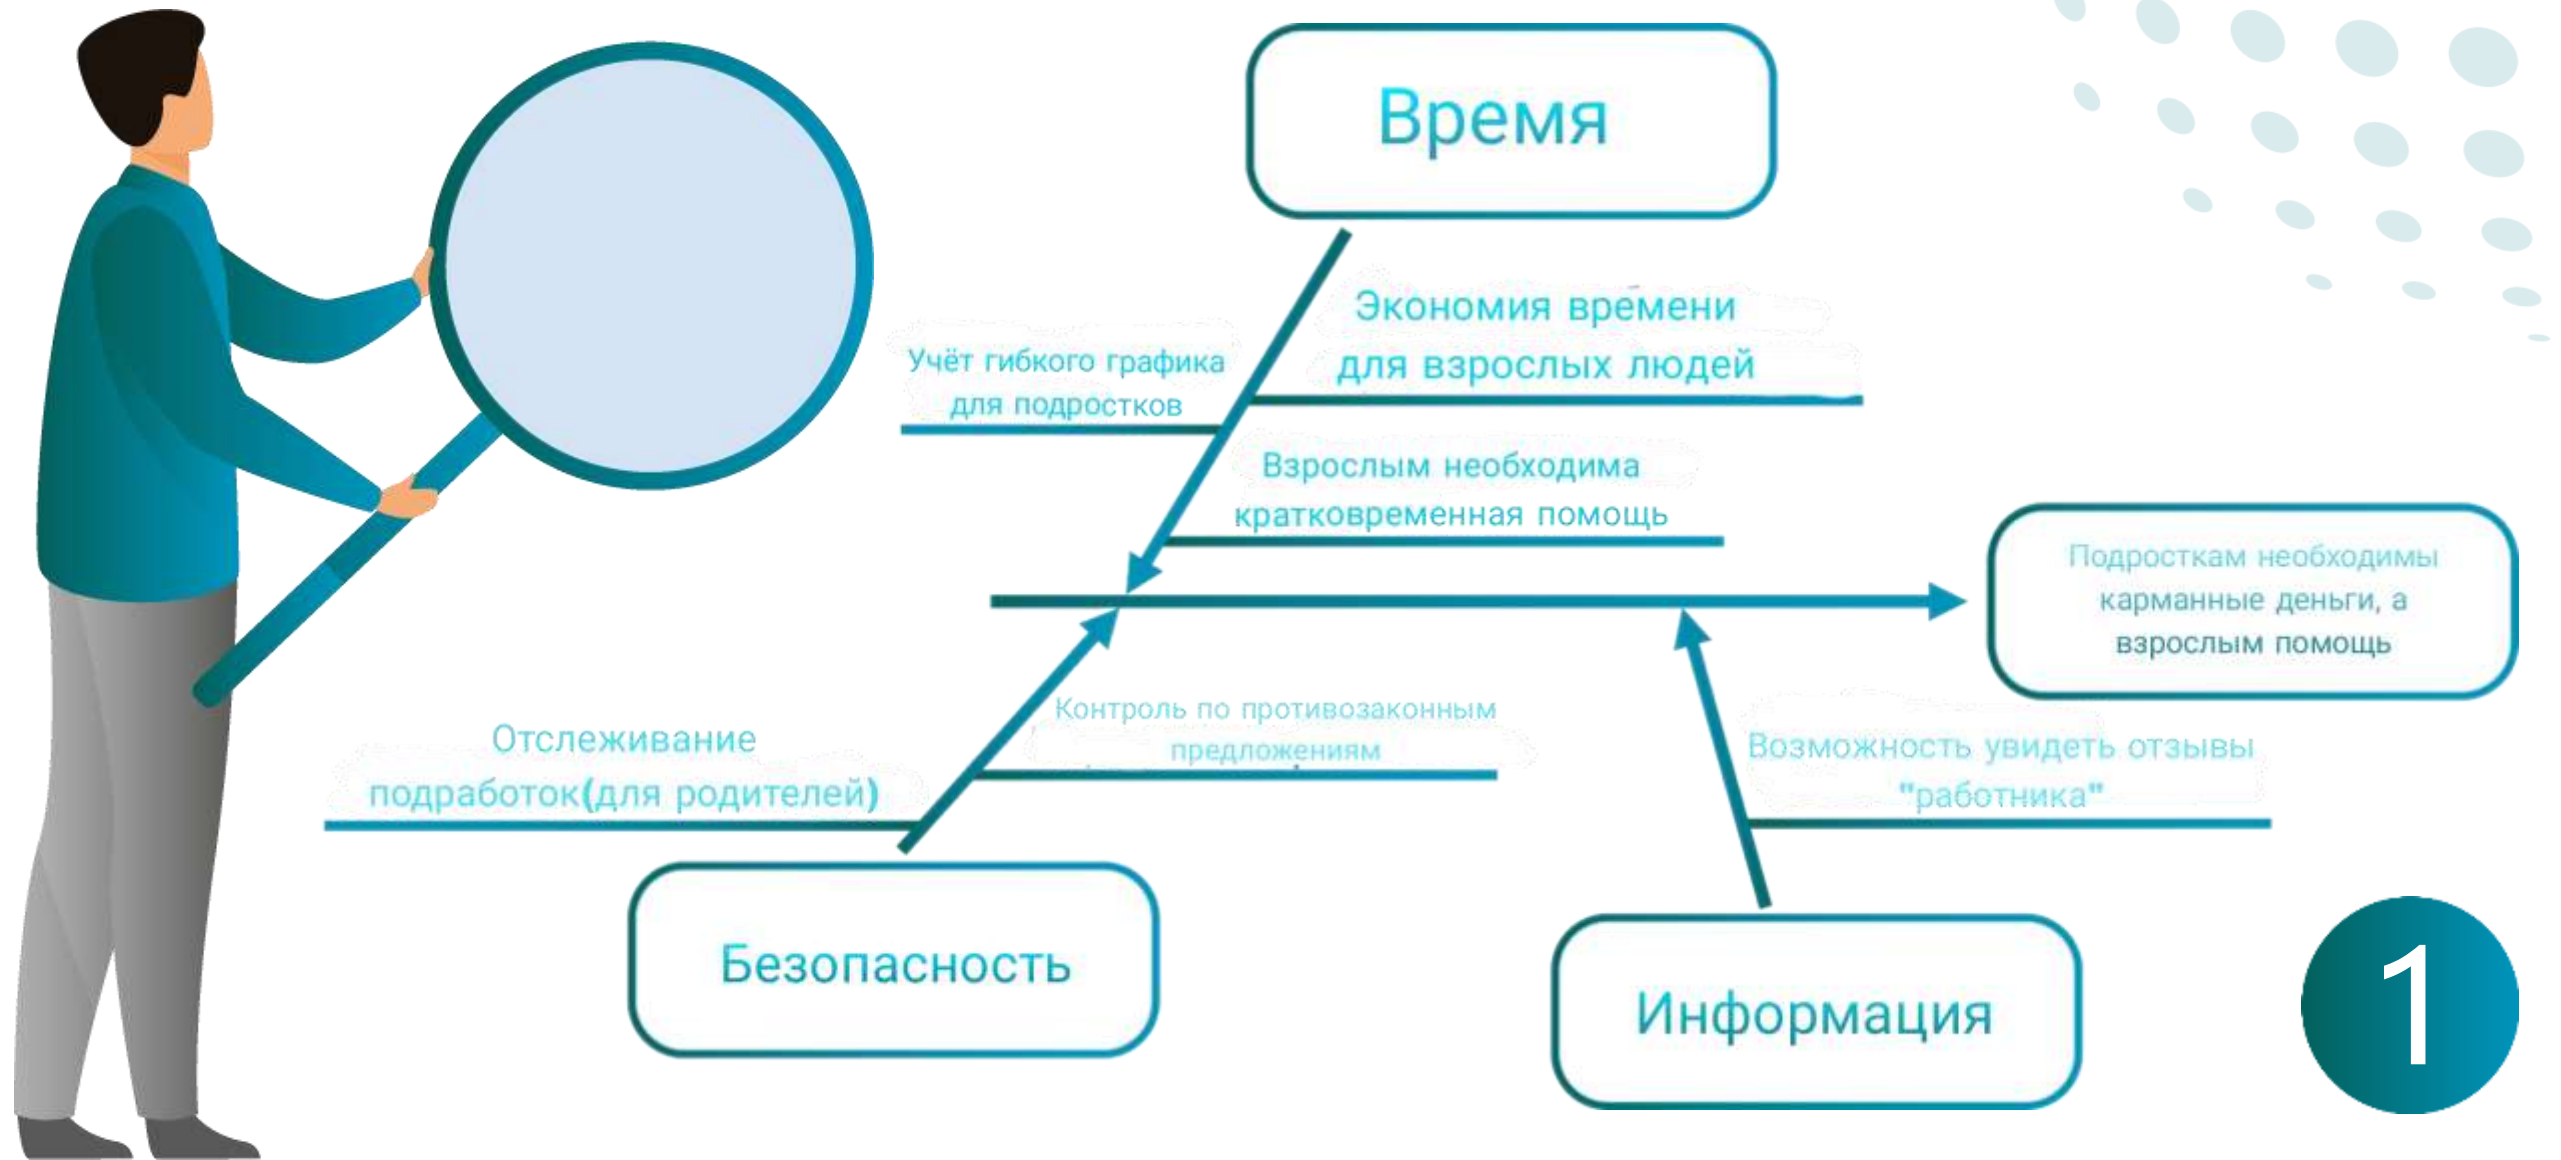 Время
Экономия времени
для взрослых людей
Учёт гибкого графика
для подростков
Взрослым необходима
кратковременная помощь
Подросткам необходимы
карманные деньги, а
взрослым помощь
Контроль по противозаконным
предложениям
Отслеживание
подработок(для родителей)
Возможность увидеть отзывы
"работника"
Безопасность
Информация
1